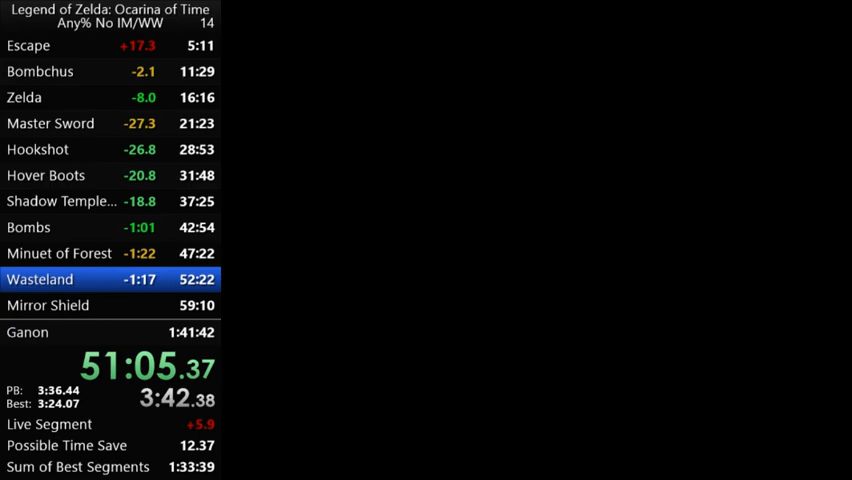 Legend of Zelda: Ocarina of Time
Any% No IM/WW 14
Escape +17.3 5:11
Bombchus -2.1 11:29
Zelda -8.0 16:16
Master Sword -27.3 21:23
Hookshot -26.8 28:53
Hover Boots -20.8 31:48
Shadow Temple... -18.8 37:25
Bombs -1:01 42:54
Minuet of Forest -1:22 47:22
Wasteland -1:17 52:22
Mirror Shield 59:10
Ganon 1:41:42
51:05.37
PB: 3:36.44
Best: 3:24.07
3:42.38
Live Segment +5.9
Possible Time Save 12.37
Sum of Best Segments 1:33:39